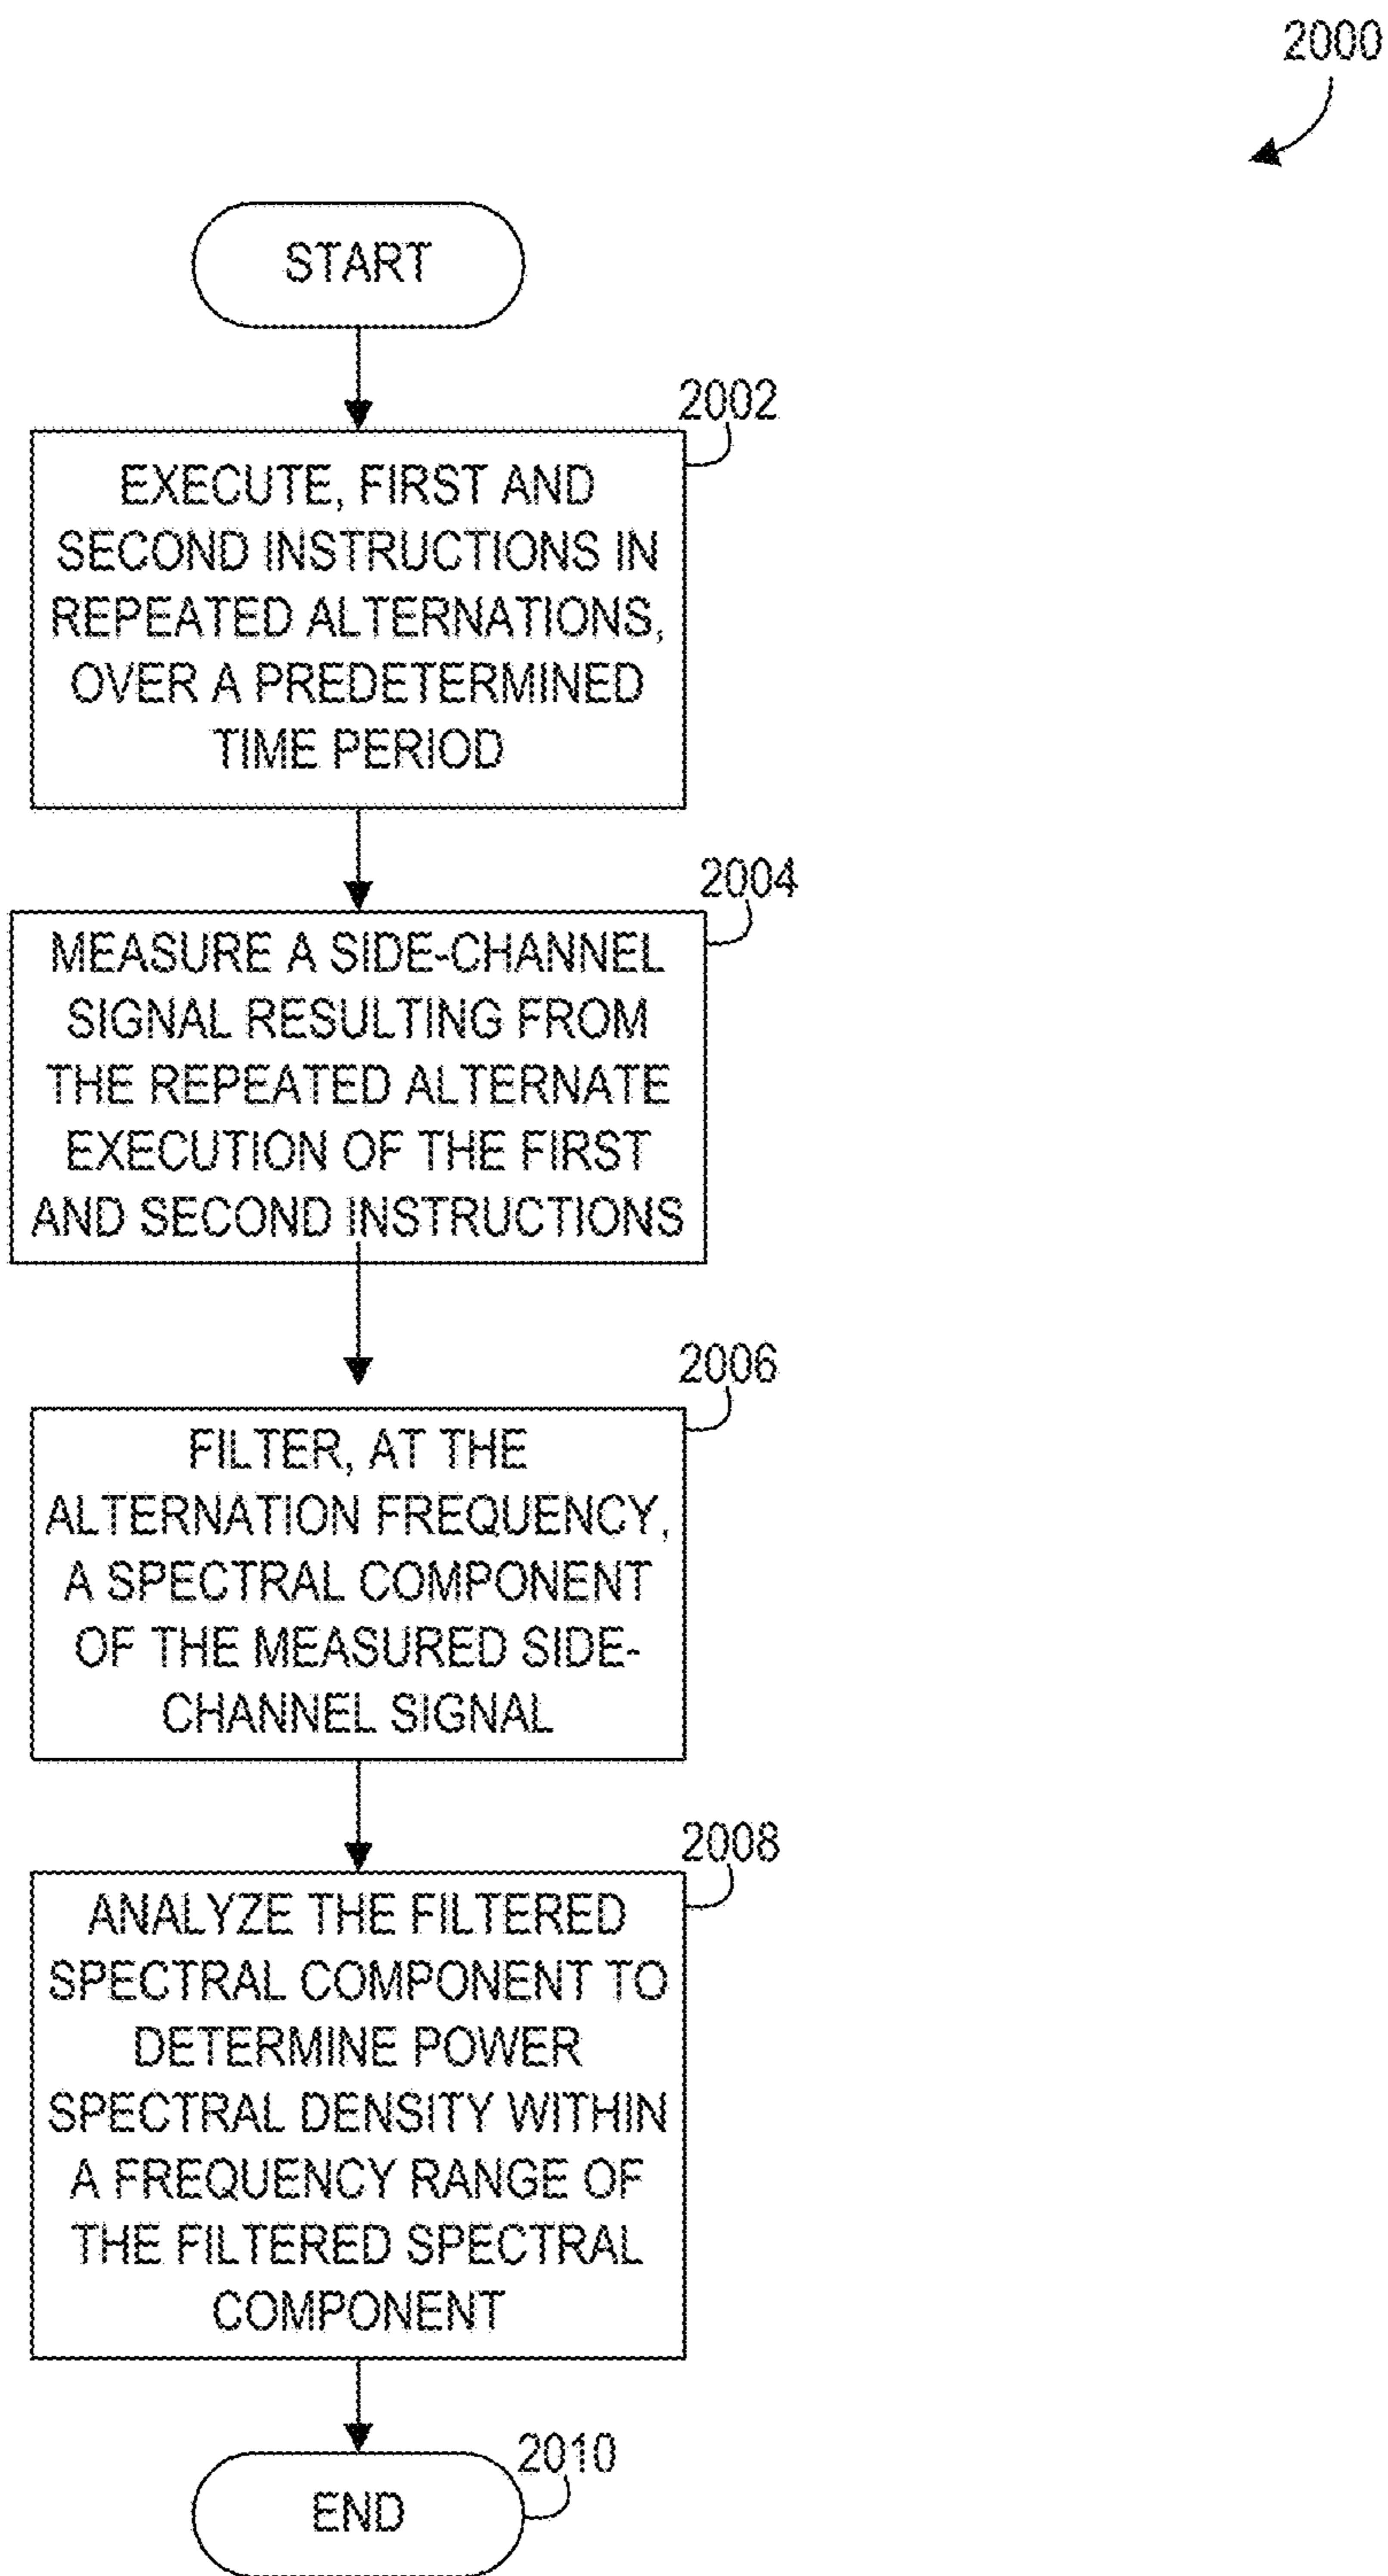 2000
START
2002
EXECUTE, FIRST AND
SECOND INSTRUCTIONS IN
REPEATED ALTERNATIONS,
OVER A PREDETERMINED
TIME PERIOD
2004
MEASURE A SIDE-CHANNEL
SIGNAL RESULTING FROM
THE REPEATED ALTERNATE
EXECUTION OF THE FIRST
AND SECOND INSTRUCTIONS
2006
FILTER, AT THE
ALTERNATION FREQUENCY,
A SPECTRAL COMPONENT
OF THE MEASURED SIDE-
CHANNEL SIGNAL
2008
ANALYZE THE FILTERED
SPECTRAL COMPONENT TO
DETERMINE POWER
SPECTRAL DENSITY WITHIN
A FREQUENCY RANGE OF
THE FILTERED SPECTRAL
COMPONENT
2010
END